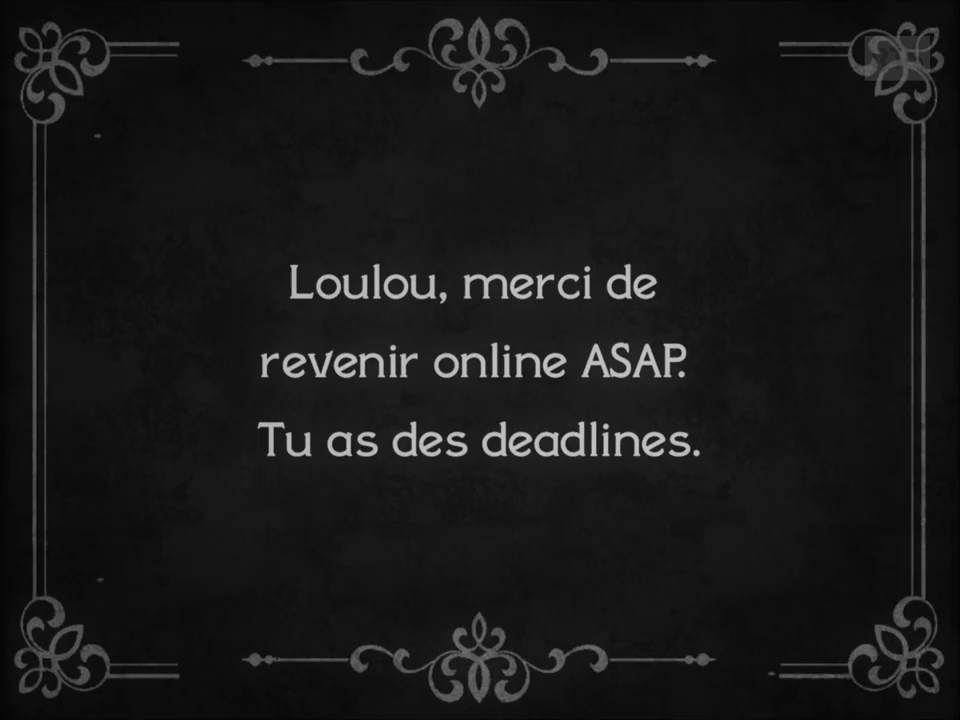 Loulou, merci de
revenir online ASAP.
Tu as des deadlines.